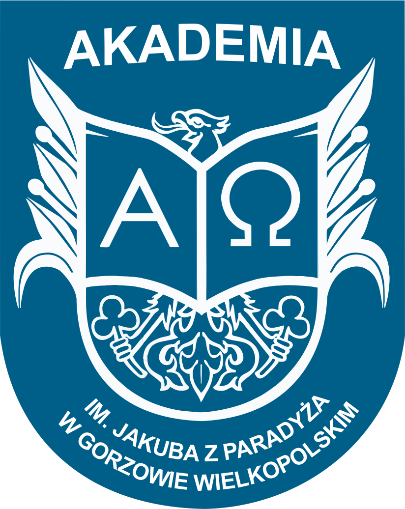 AKADEMIA
Α Ω
IM. JAKUBA Z PARADYŻA
W GORZOWIE WIELKOPOLSKIM